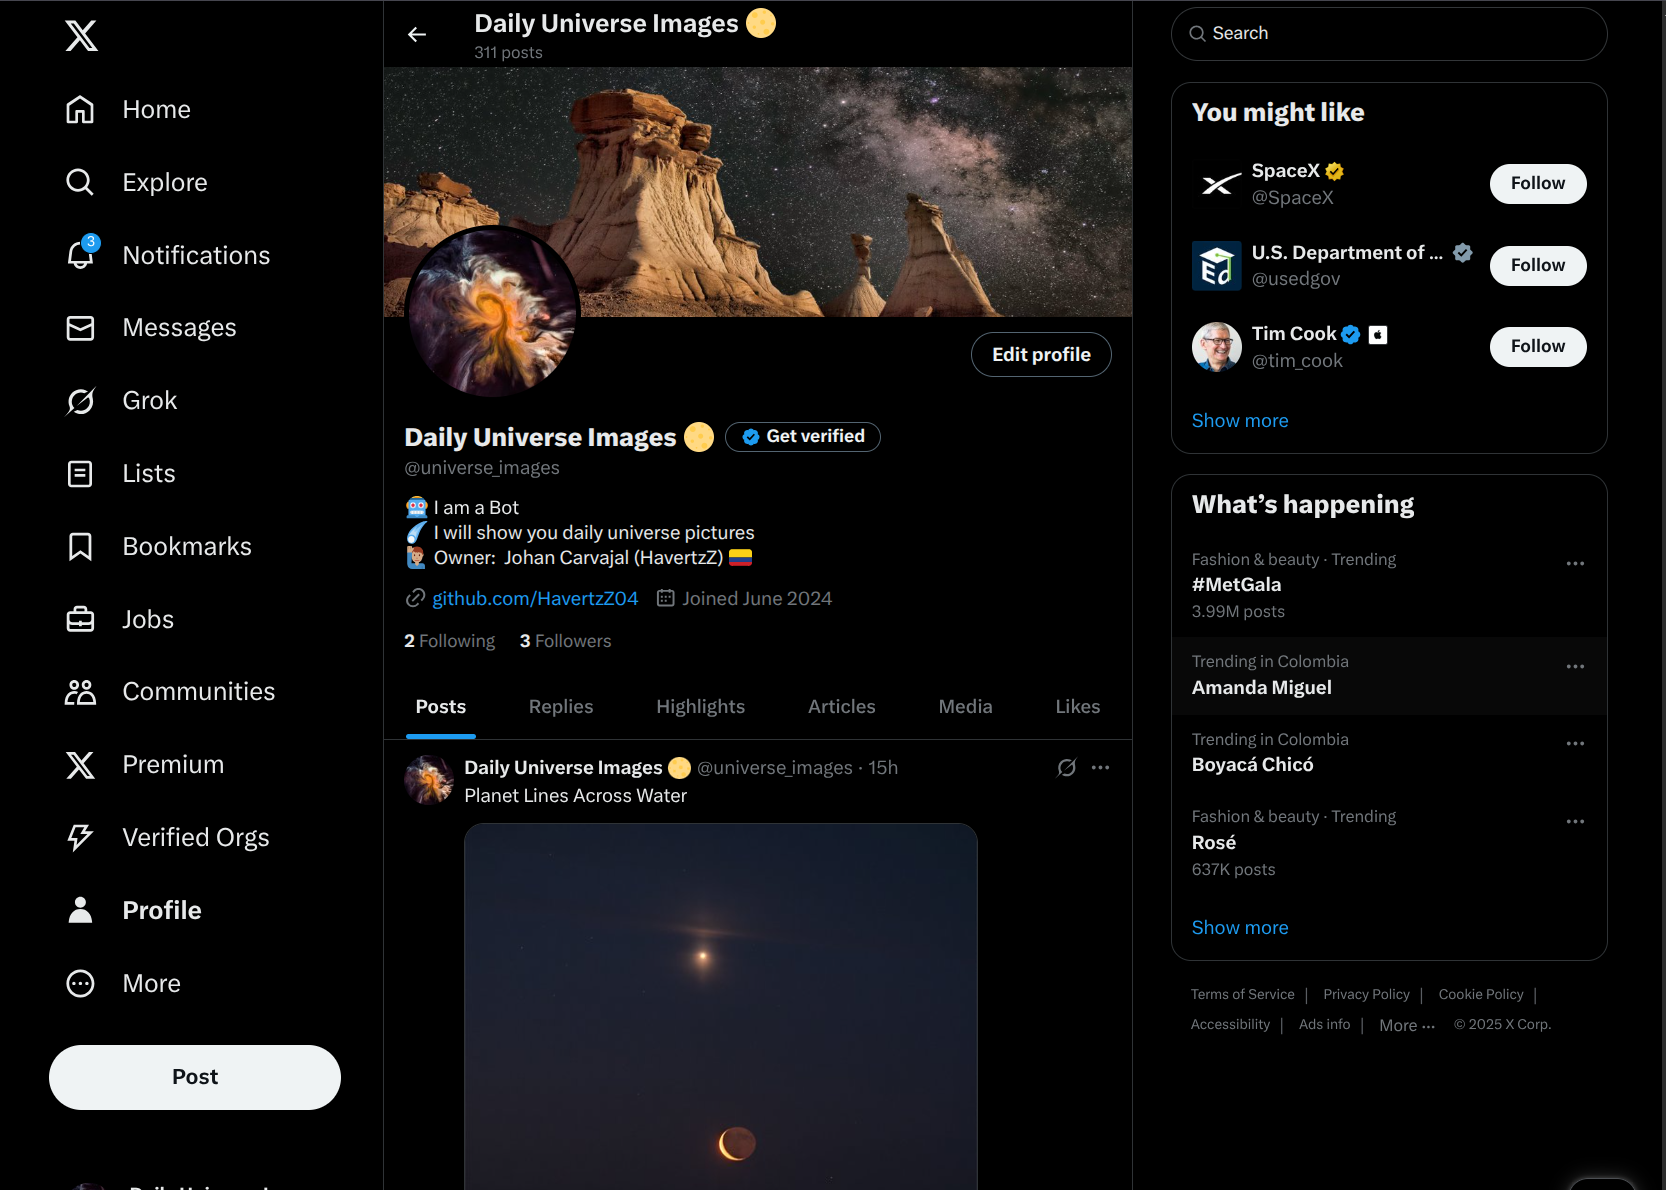 Home
Explore
3
Notifications
Messages
Grok
Lists
Bookmarks
Jobs
Communities
Premium
Verified Orgs
Profile
More
Post
Daily Universe Images 🌕
311 posts
Edit profile
Daily Universe Images 🌕 Get verified
@universe_images
🤖 I am a Bot
☄️ I will show you daily universe pictures
🙋🏽‍♂️ Owner: Johan Carvajal (HavertzZ) 🇨🇴
github.com/HavertzZ04 Joined June 2024
2 Following 3 Followers
Posts Replies Highlights Articles Media Likes
Daily Universe Images 🌕 @universe_images · 15h
Planet Lines Across Water
Search
You might like
SpaceX
@SpaceX
Follow
Ed
U.S. Department of ...
@usedgov
Follow
Tim Cook
@tim_cook
Follow
Show more
What's happening
Fashion & beauty · Trending
#MetGala
3.99M posts
Trending in Colombia
Amanda Miguel
Trending in Colombia
Boyacá Chicó
Fashion & beauty · Trending
Rosé
637K posts
Show more
Terms of Service | Privacy Policy | Cookie Policy |
Accessibility | Ads info | More ··· © 2025 X Corp.